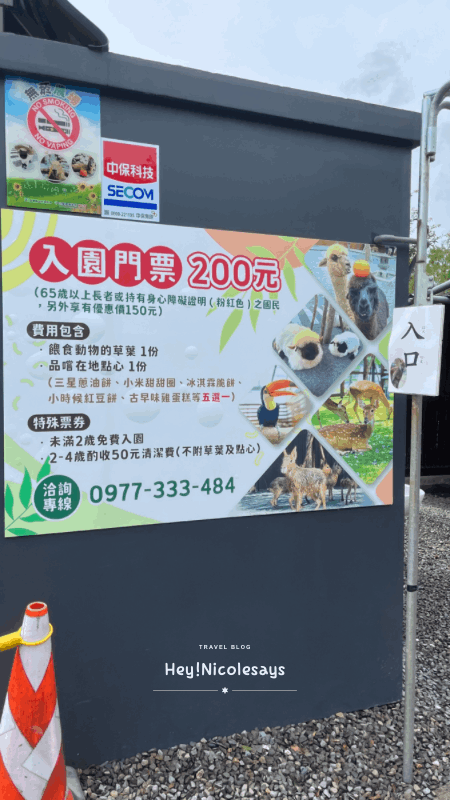 無菸農場
NO SMOKING
NO VAPING
中保科技
SECOM
入園門票 200元
(65歲以上長者或持有身心障礙證明(粉紅色)之國民
,另外享有優惠價150元)
費用包含
· 餵食動物的草葉 1份
· 品嚐在地點心 1份
(三星蔥油餅、小米甜甜圈、冰淇淋脆餅、
小時候紅豆餅、古早味雞蛋糕等五選一)
特殊票券
· 未滿2歲免費入園
· 2-4歲酌收50元清潔費(不附草葉及點心)
洽詢
專線
0977-333-484
入
口
TRAVEL BLOG
Hey!Nicolesays